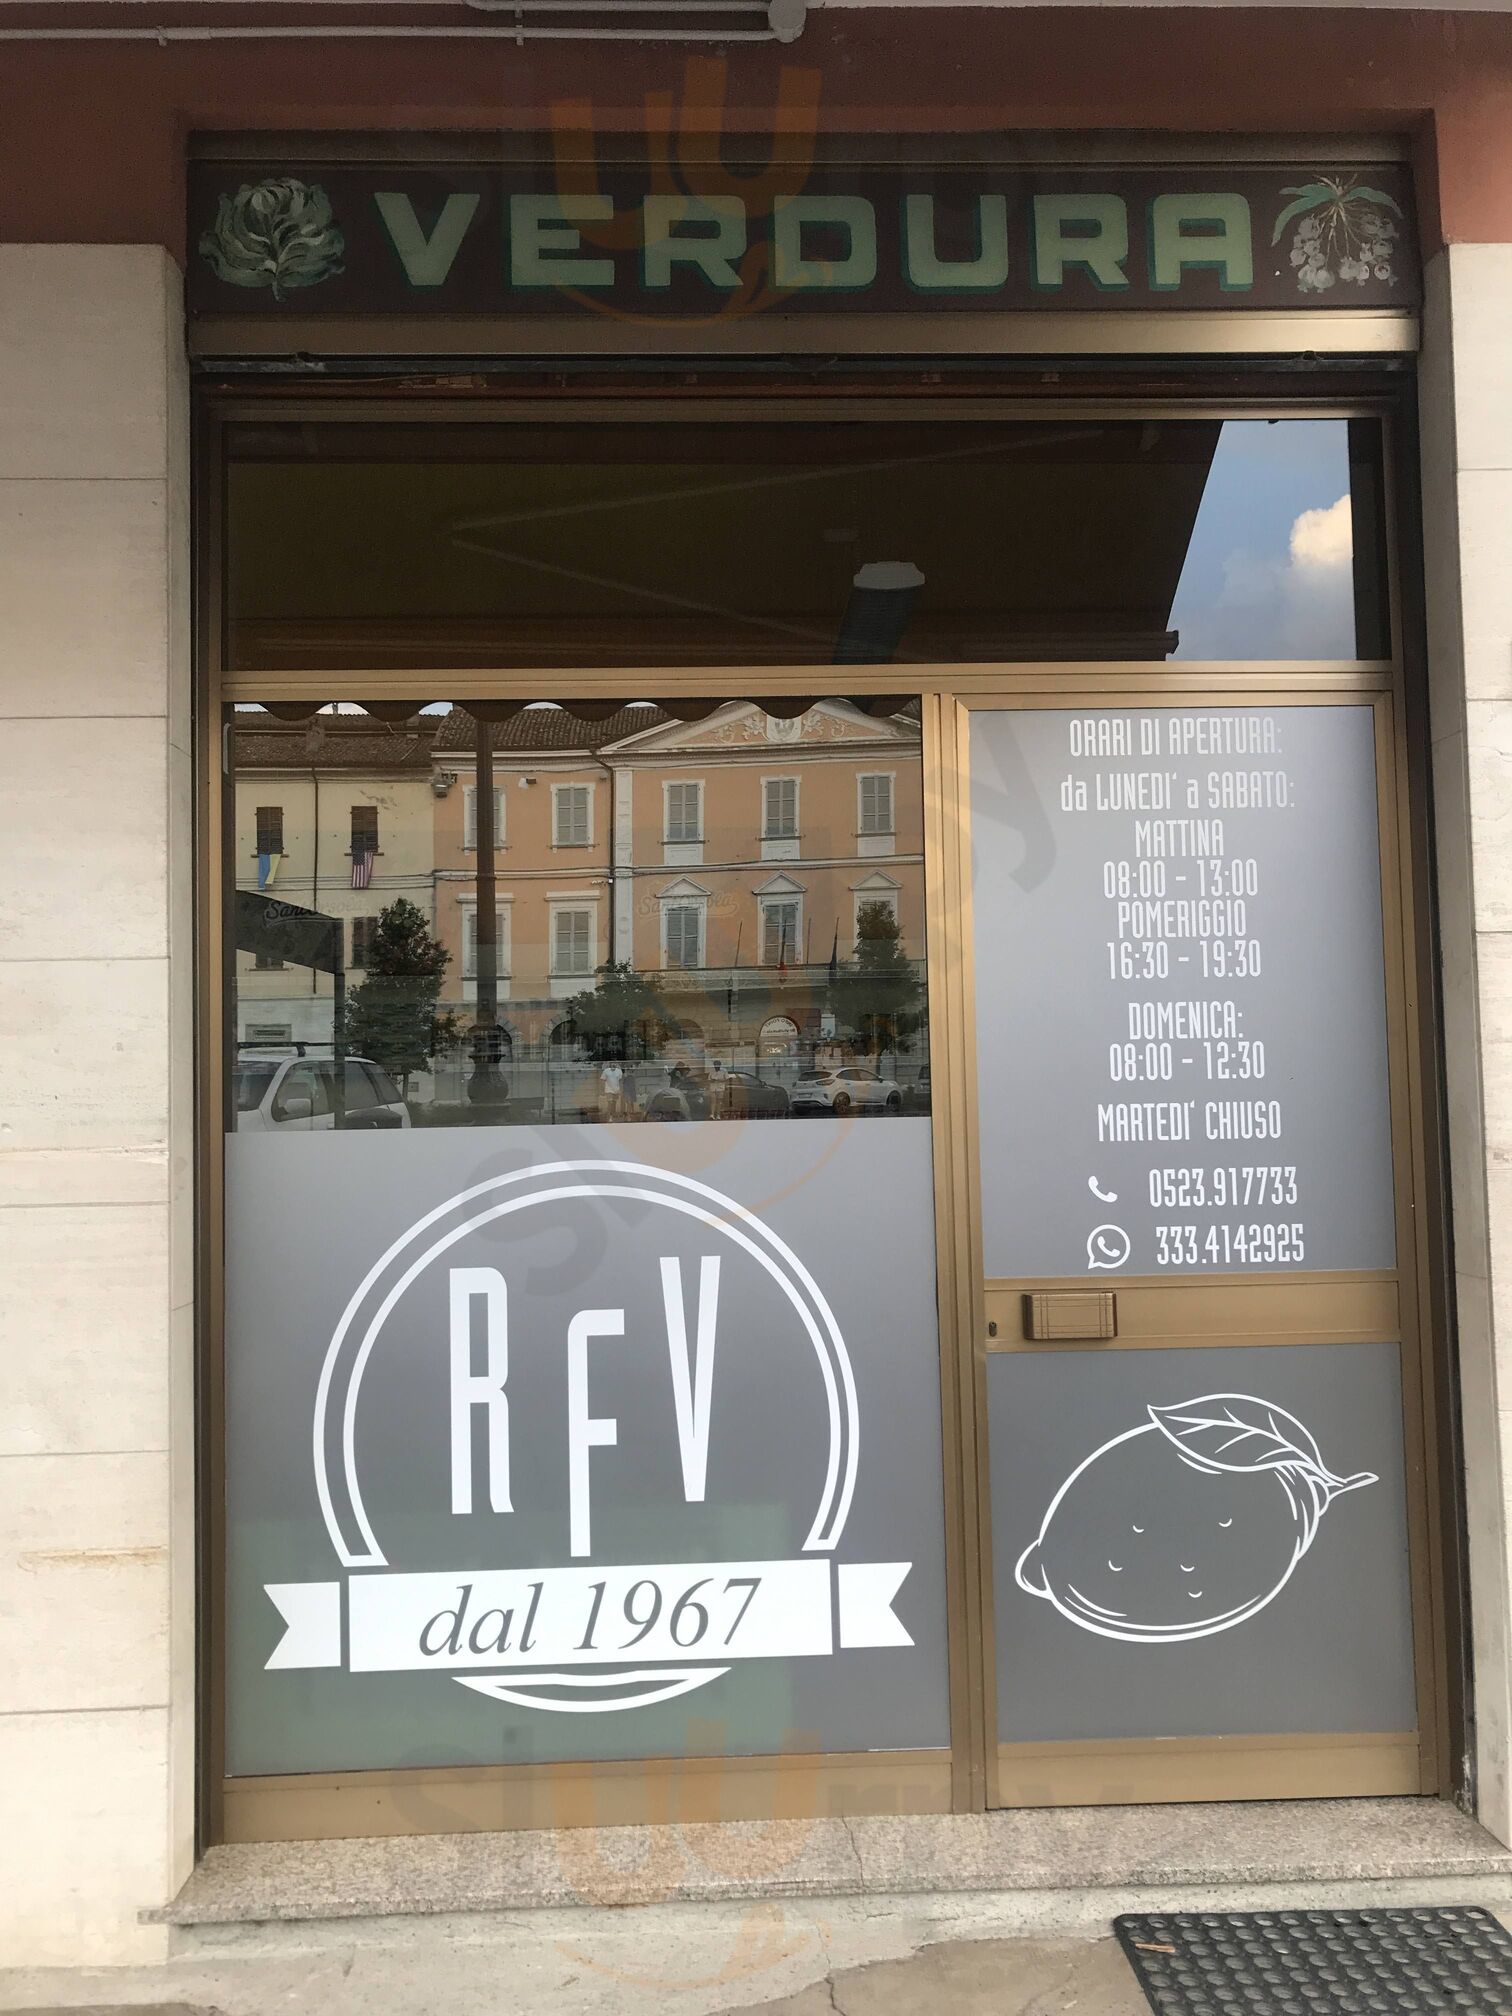 VERDURA
ORARI DI APERTURA:
da LUNEDI' a SABATO:
MATTINA
08:00 - 13:00
POMERIGGIO
16:30 - 19:30
DOMENICA:
08:00 - 12:30
MARTEDI' CHIUSO
0523.917733
333.4142925
RFV
dal 1967